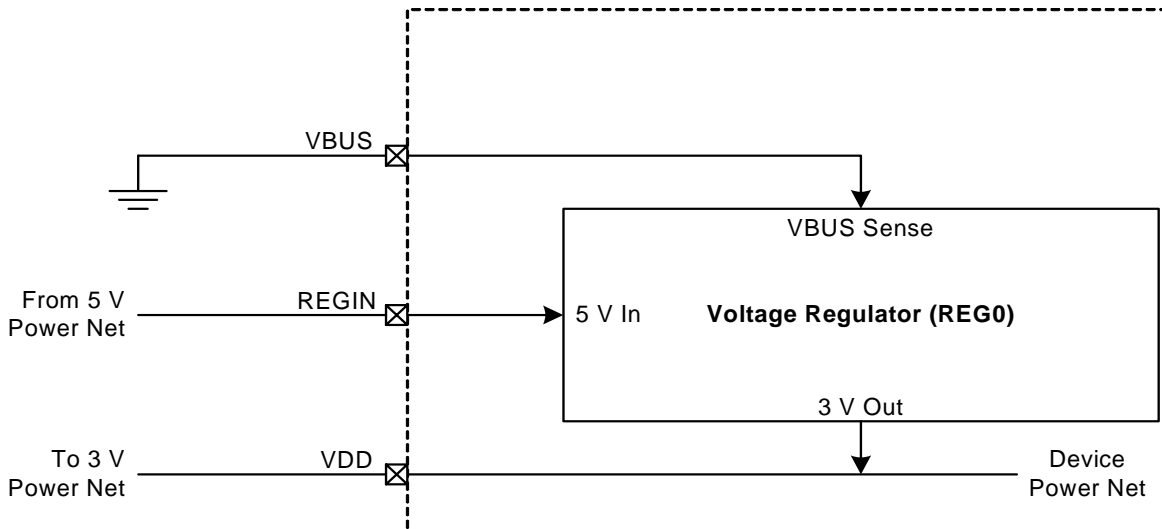 VBUS
VBUS Sense
From 5 V
Power Net
REGIN
5 V In
Voltage Regulator (REG0)
3 V Out
To 3 V
Power Net
VDD
Device
Power Net